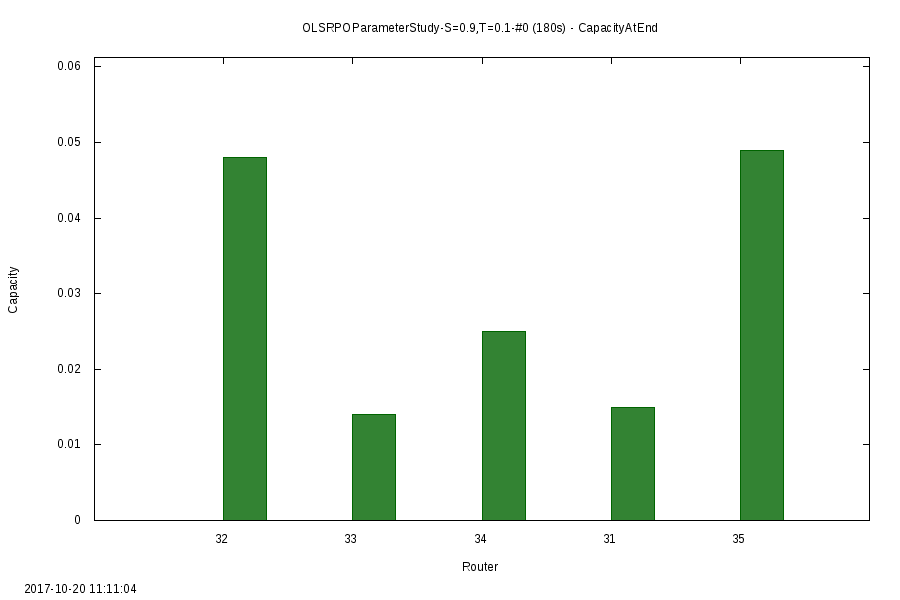 OLSRPOParameterStudy-S=0.9,T=0.1-#0 (180s) - CapacityAtEnd
0.06
0.05
0.04
0.03
0.02
0.01
0
Capacity
32 33 34 31 35
Router
2017-10-20 11:11:04